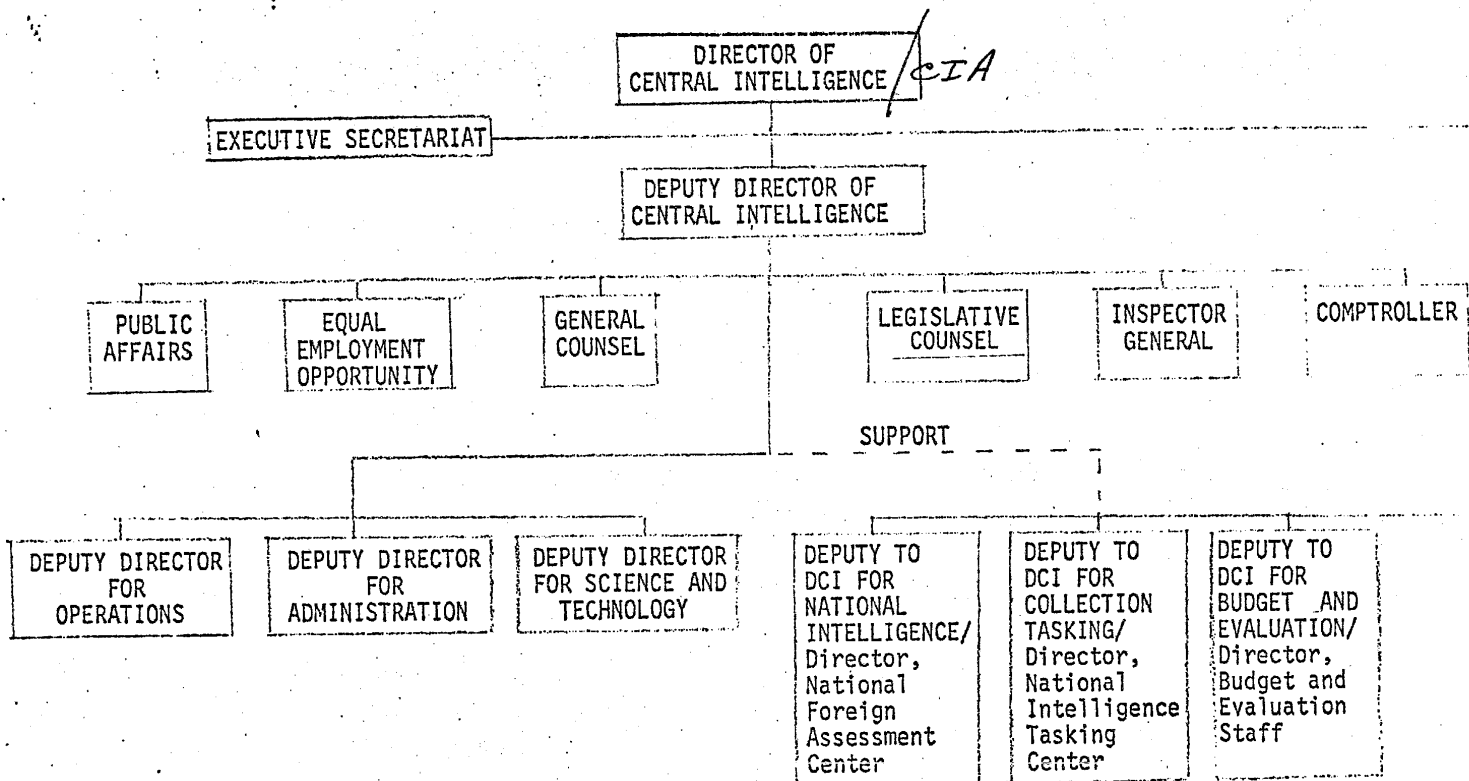 DIRECTOR OF
CENTRAL INTELLIGENCE / CIA
EXECUTIVE SECRETARIAT
DEPUTY DIRECTOR OF
CENTRAL INTELLIGENCE
PUBLIC
AFFAIRS
EQUAL
EMPLOYMENT
OPPORTUNITY
GENERAL
COUNSEL
LEGISLATIVE
COUNSEL
INSPECTOR
GENERAL
COMPTROLLER
SUPPORT
DEPUTY DIRECTOR
FOR
OPERATIONS
DEPUTY DIRECTOR
FOR
ADMINISTRATION
DEPUTY DIRECTOR
FOR SCIENCE AND
TECHNOLOGY
DEPUTY TO
DCI FOR
NATIONAL
INTELLIGENCE/
Director,
National
Foreign
Assessment
Center
DEPUTY TO
DCI FOR
COLLECTION
TASKING/
Director,
National
Intelligence
Tasking
Center
DEPUTY TO
DCI FOR
BUDGET AND
EVALUATION/
Director,
Budget and
Evaluation
Staff